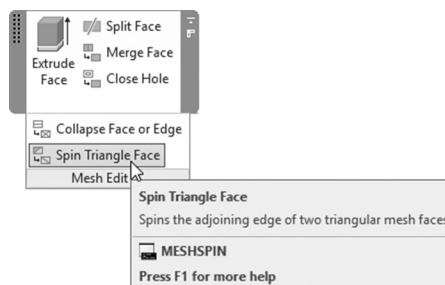 Extrude Face
Split Face
Merge Face
Close Hole
Collapse Face or Edge
Spin Triangle Face
Mesh Edit
Spin Triangle Face
Spins the adjoining edge of two triangular mesh faces
MESHSPIN
Press F1 for more help